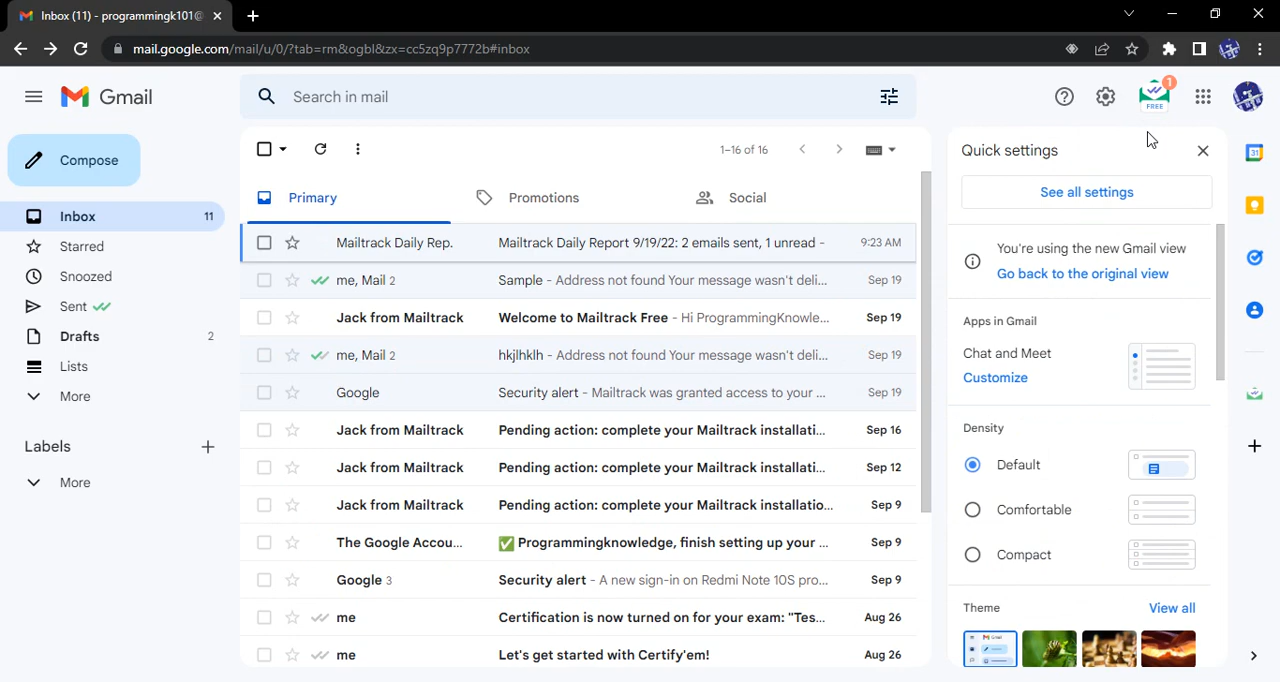 Inbox (11) - programmingk101@
mail.google.com/mail/u/0/?tab=rm&ogbl&zx=cc5zq9p7772b#inbox
Gmail
Search in mail
1
FREE
Compose
1–16 of 16
Quick settings
See all settings
31
Primary
Promotions
Social
Inbox 11
Starred
Snoozed
Sent
Drafts 2
Lists
More
Labels
More
Mailtrack Daily Rep. Mailtrack Daily Report 9/19/22: 2 emails sent, 1 unread - 9:23 AM
me, Mail 2 Sample - Address not found Your message wasn't deli... Sep 19
Jack from Mailtrack Welcome to Mailtrack Free - Hi ProgrammingKnowle... Sep 19
me, Mail 2 hkjlhklh - Address not found Your message wasn't deli... Sep 19
Google Security alert - Mailtrack was granted access to your ... Sep 19
Jack from Mailtrack Pending action: complete your Mailtrack installati... Sep 16
Jack from Mailtrack Pending action: complete your Mailtrack installati... Sep 12
Jack from Mailtrack Pending action: complete your Mailtrack installatio... Sep 9
The Google Accou... ✅ Programmingknowledge, finish setting up your ... Sep 9
Google 3 Security alert - A new sign-in on Redmi Note 10S pro... Sep 9
me Certification is now turned on for your exam: "Tes... Aug 26
me Let's get started with Certify'em! Aug 26
You're using the new Gmail view
Go back to the original view
Apps in Gmail
Chat and Meet
Customize
Density
Default
Comfortable
Compact
Theme View all
Gmail